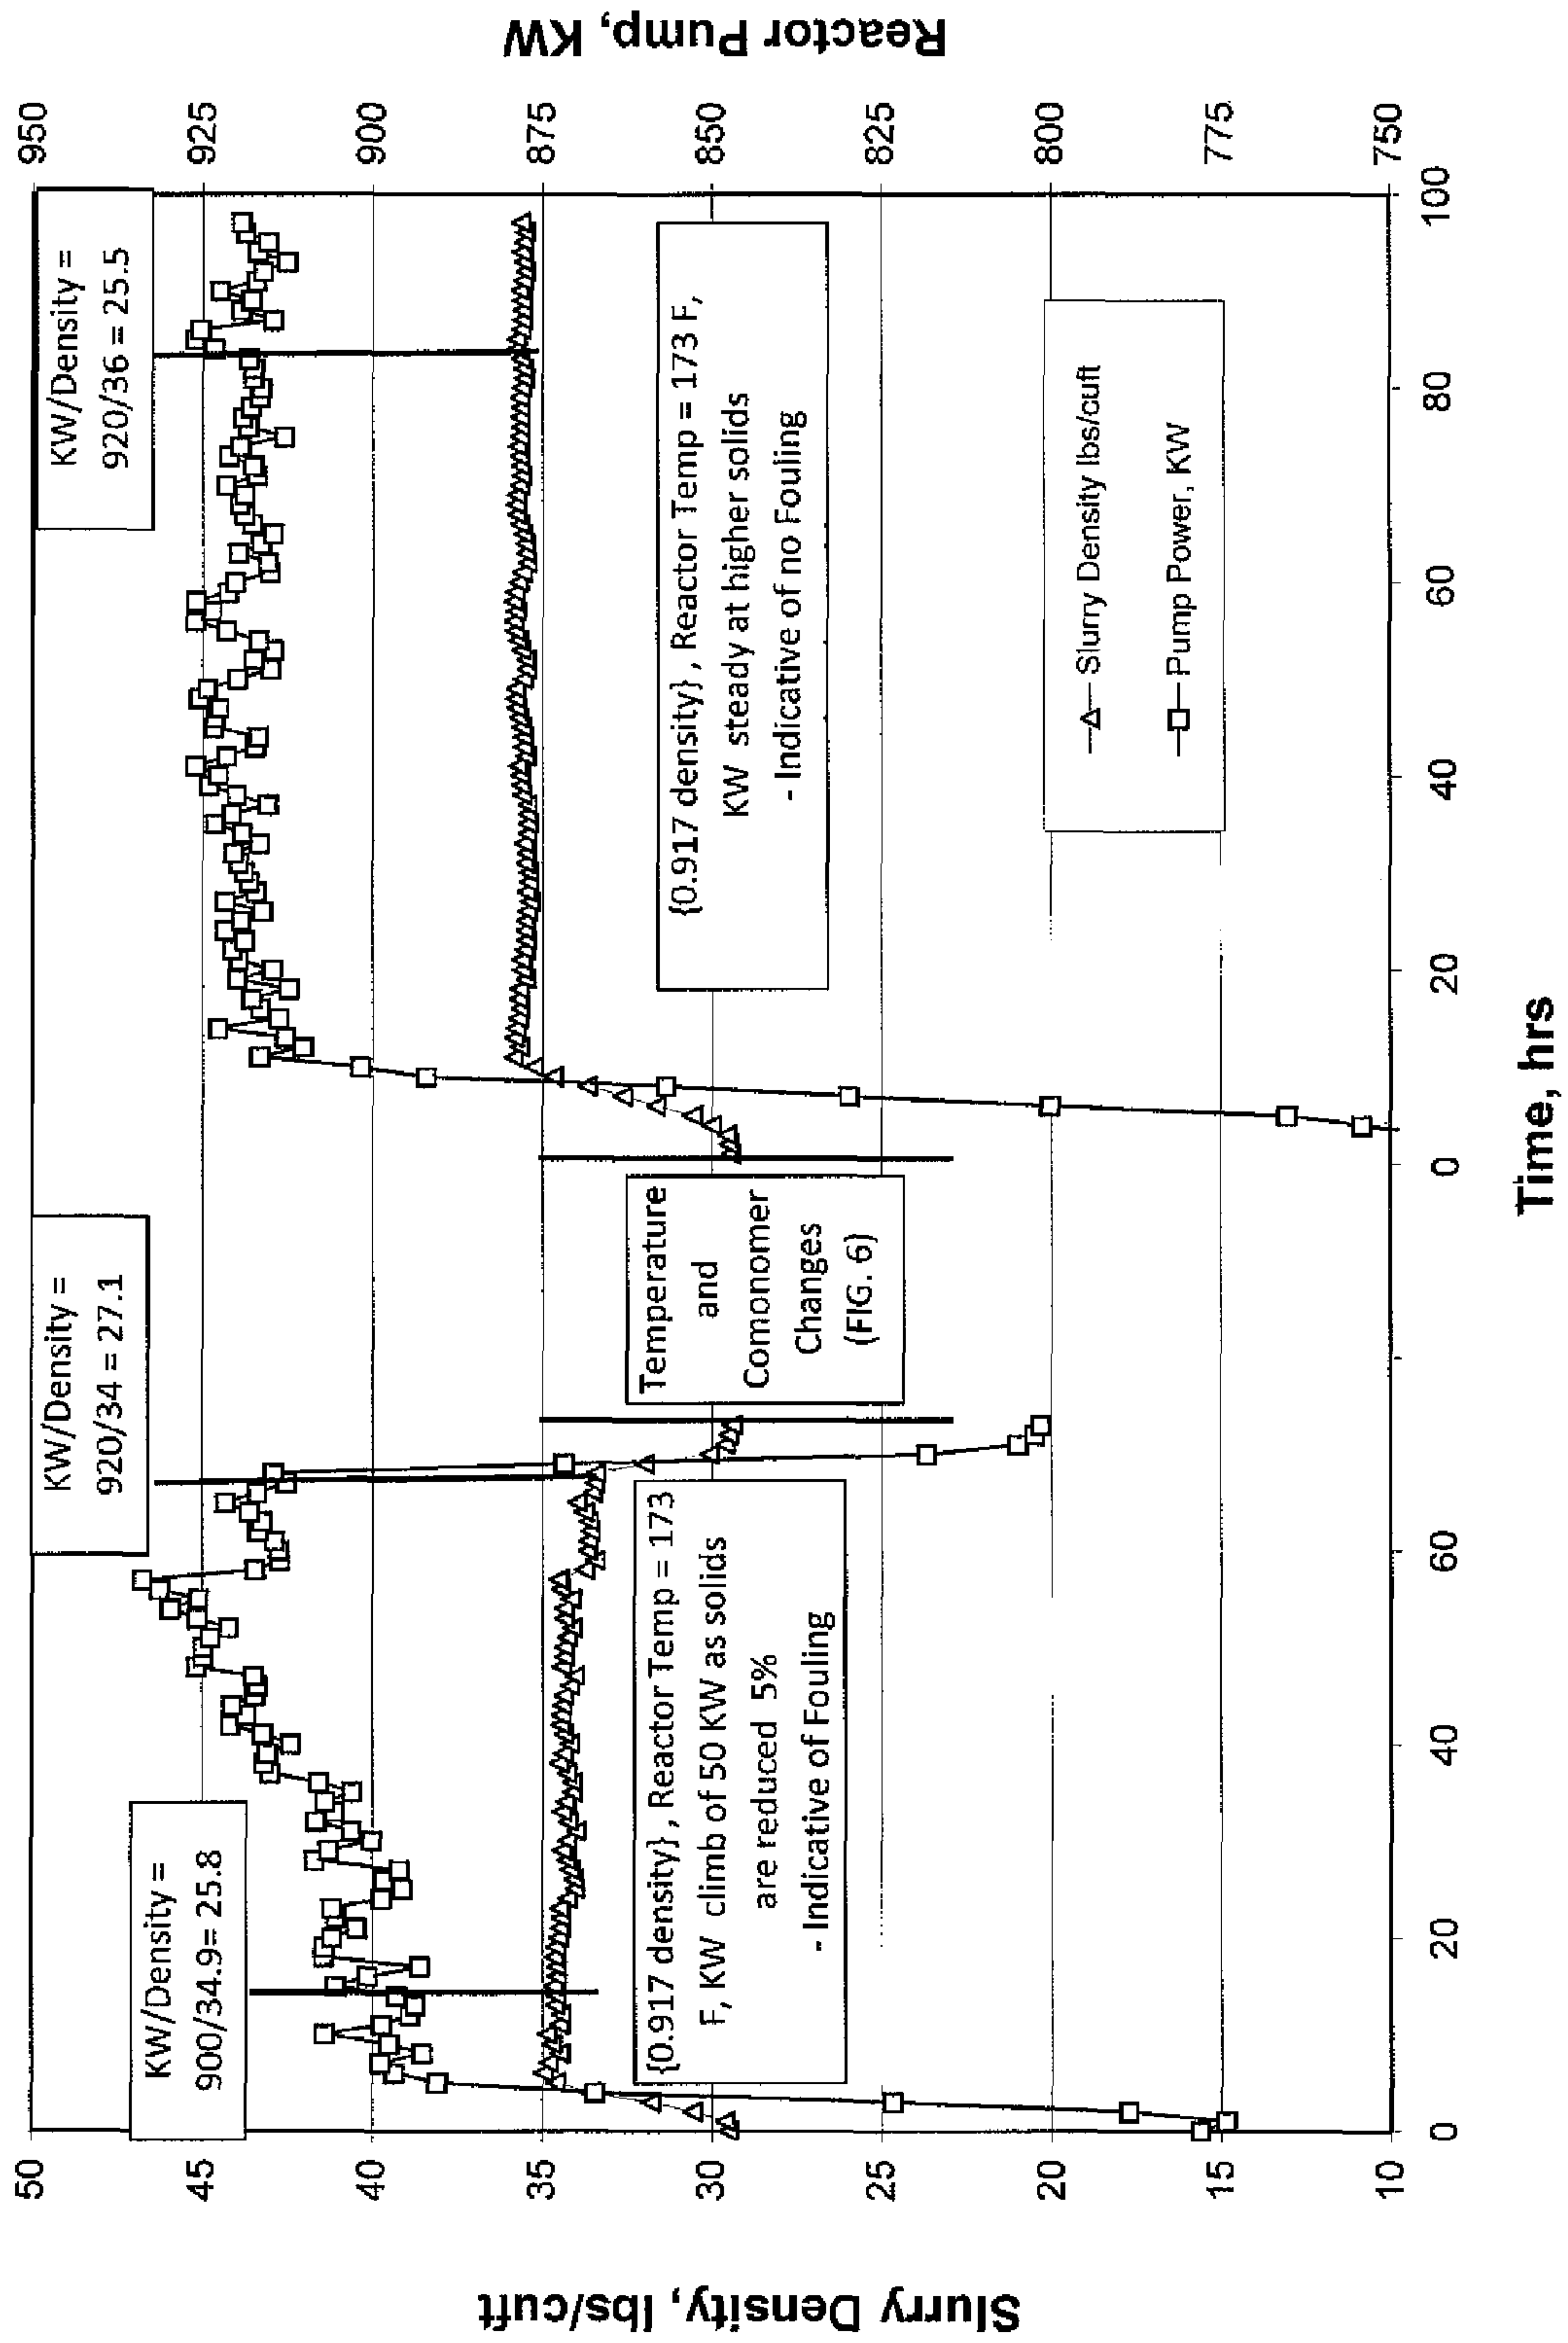 KW/Density =
900/34.9= 25.8
KW/Density =
920/34 = 27.1
KW/Density =
920/36 = 25.5
Slurry Density, lbs/cuft
50
45
40
35
30
25
20
15
10
{0.917 density} , Reactor Temp = 173
F, KW climb of 50 KW as solids
are reduced 5%
- Indicative of Fouling
Temperature
and
Comonomer
Changes
(FIG. 6)
{0.917 density} , Reactor Temp = 173 F,
KW steady at higher solids
- Indicative of no Fouling
Slurry Density lbs/cuft
Pump Power, KW
950
925
900
875
850
825
800
775
750
Reactor Pump, KW
0 20 40 60 0 20 40 60 80 100
Time, hrs